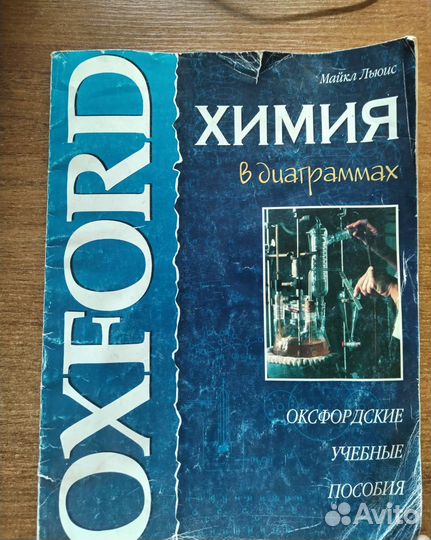 OXFORD
Майкл Льюис
ХИМИЯ
в диаграммах
ОКСФОРДСКИЕ
УЧЕБНЫЕ
ПОСОБИЯ
Avito